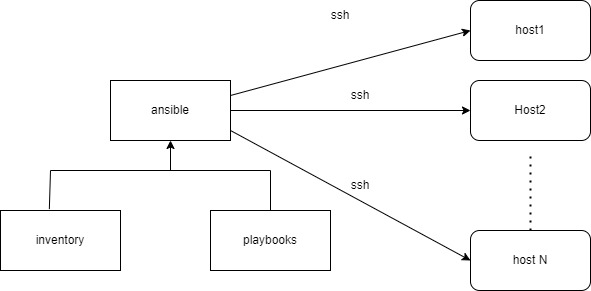 ssh
host1
ansible
ssh
Host2
ssh
inventory
playbooks
host N